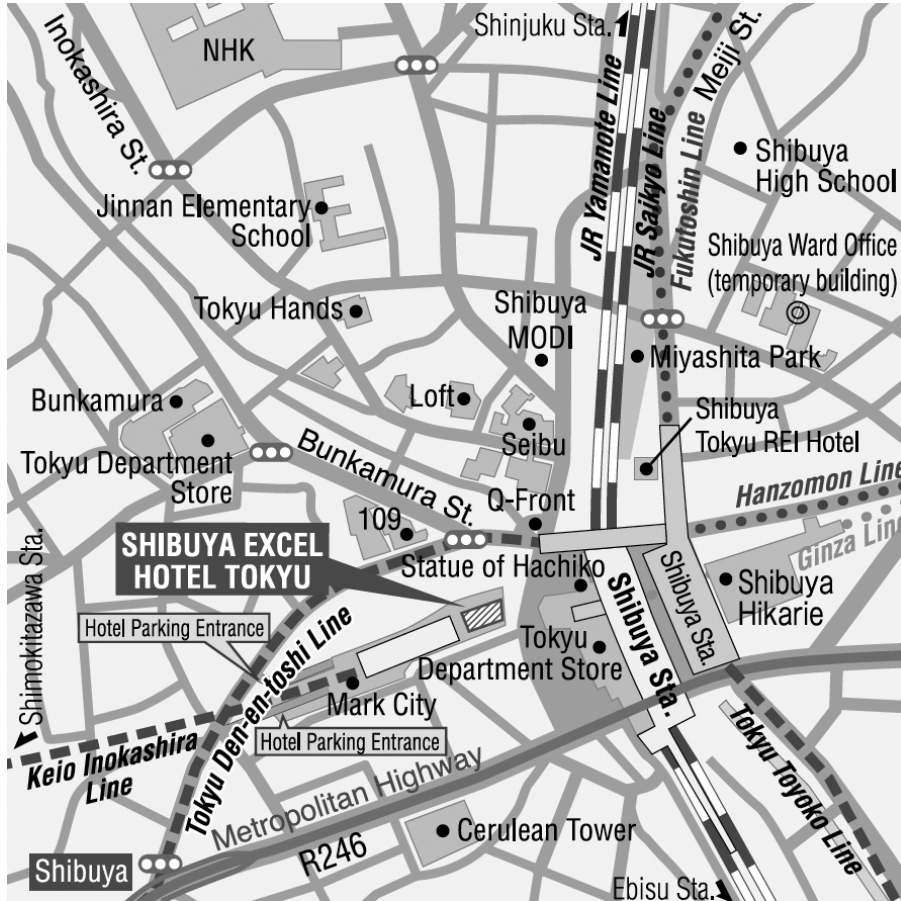 Shinjuku Sta.
NHK
Inokashira St.
Meiji St.
JR Yamanote Line
JR Saikyo Line
Fukutoshin Line
Shibuya
High School
Jinnan Elementary
School
Shibuya Ward Office
(temporary building)
Tokyu Hands
Shibuya
MODI
Miyashita Park
Bunkamura
Loft
Shibuya
Tokyu REI Hotel
Seibu
Tokyu Department
Store
Bunkamura St.
Q-Front
Hanzomon Line
109
Ginza Line
SHIBUYA EXCEL
HOTEL TOKYU
Statue of Hachiko
Shibuya Sta.
Shibuya Sta.
Shibuya
Hikarie
Shimokitazawa Sta.
Hotel Parking Entrance
Tokyu
Department Store
Tokyu Den-en-toshi Line
Mark City
Hotel Parking Entrance
Keio Inokashira
Line
Tokyu Toyoko Line
Metropolitan Highway
R246
Cerulean Tower
Shibuya
Ebisu Sta.